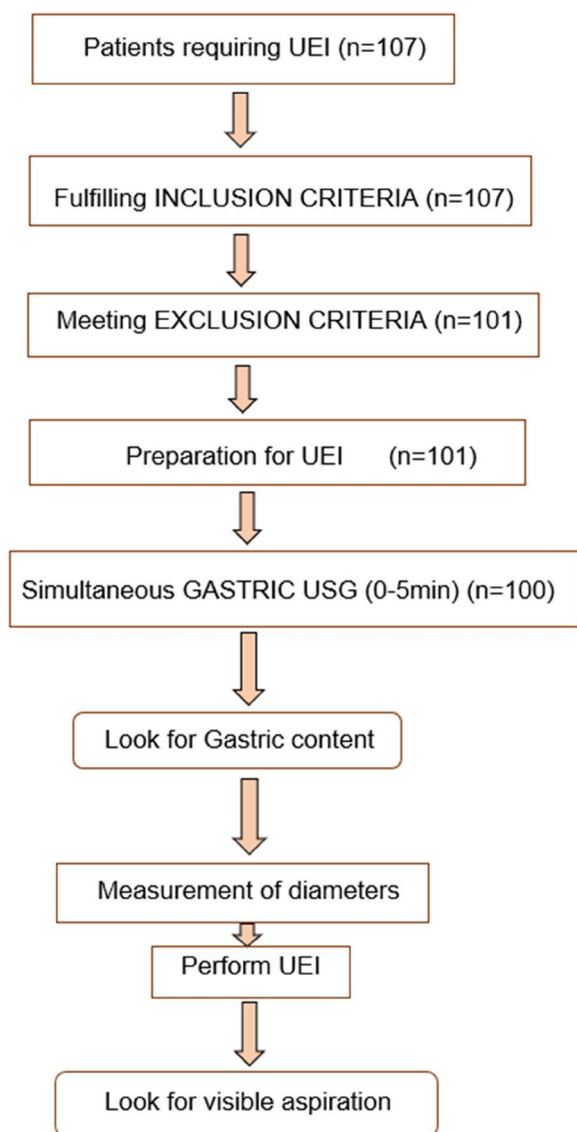 Patients requiring UEI (n=107)
Fulfilling INCLUSION CRITERIA (n=107)
Meeting EXCLUSION CRITERIA (n=101)
Preparation for UEI (n=101)
Simultaneous GASTRIC USG (0-5min) (n=100)
Look for Gastric content
Measurement of diameters
Perform UEI
Look for visible aspiration